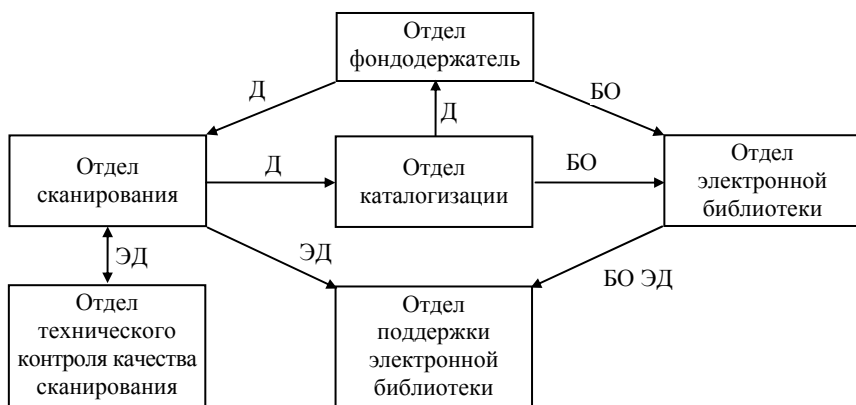 Отдел
фондодержатель
Д
БО
Д
Отдел
сканирования
Д
Отдел
каталогизации
БО
Отдел
электронной
библиотеки
ЭД
ЭД
БО ЭД
Отдел
технического
контроля качества
сканирования
Отдел
поддержки
электронной
библиотеки